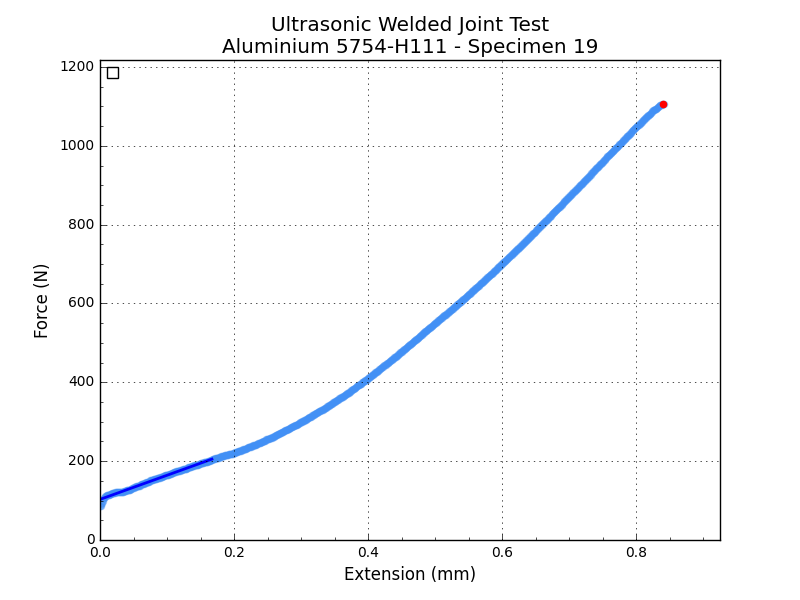 Ultrasonic Welded Joint Test
Aluminium 5754-H111 - Specimen 19
1200
1000
800
600
400
200
0
Force (N)
0.0 0.2 0.4 0.6 0.8
Extension (mm)